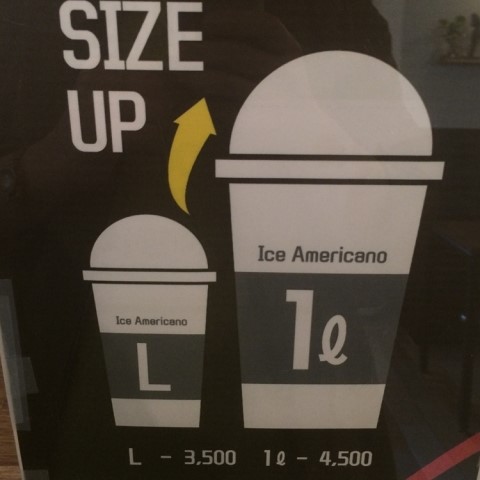 SIZE
UP
Ice Americano
L
Ice Americano
1ℓ
L - 3,500 1ℓ - 4,500